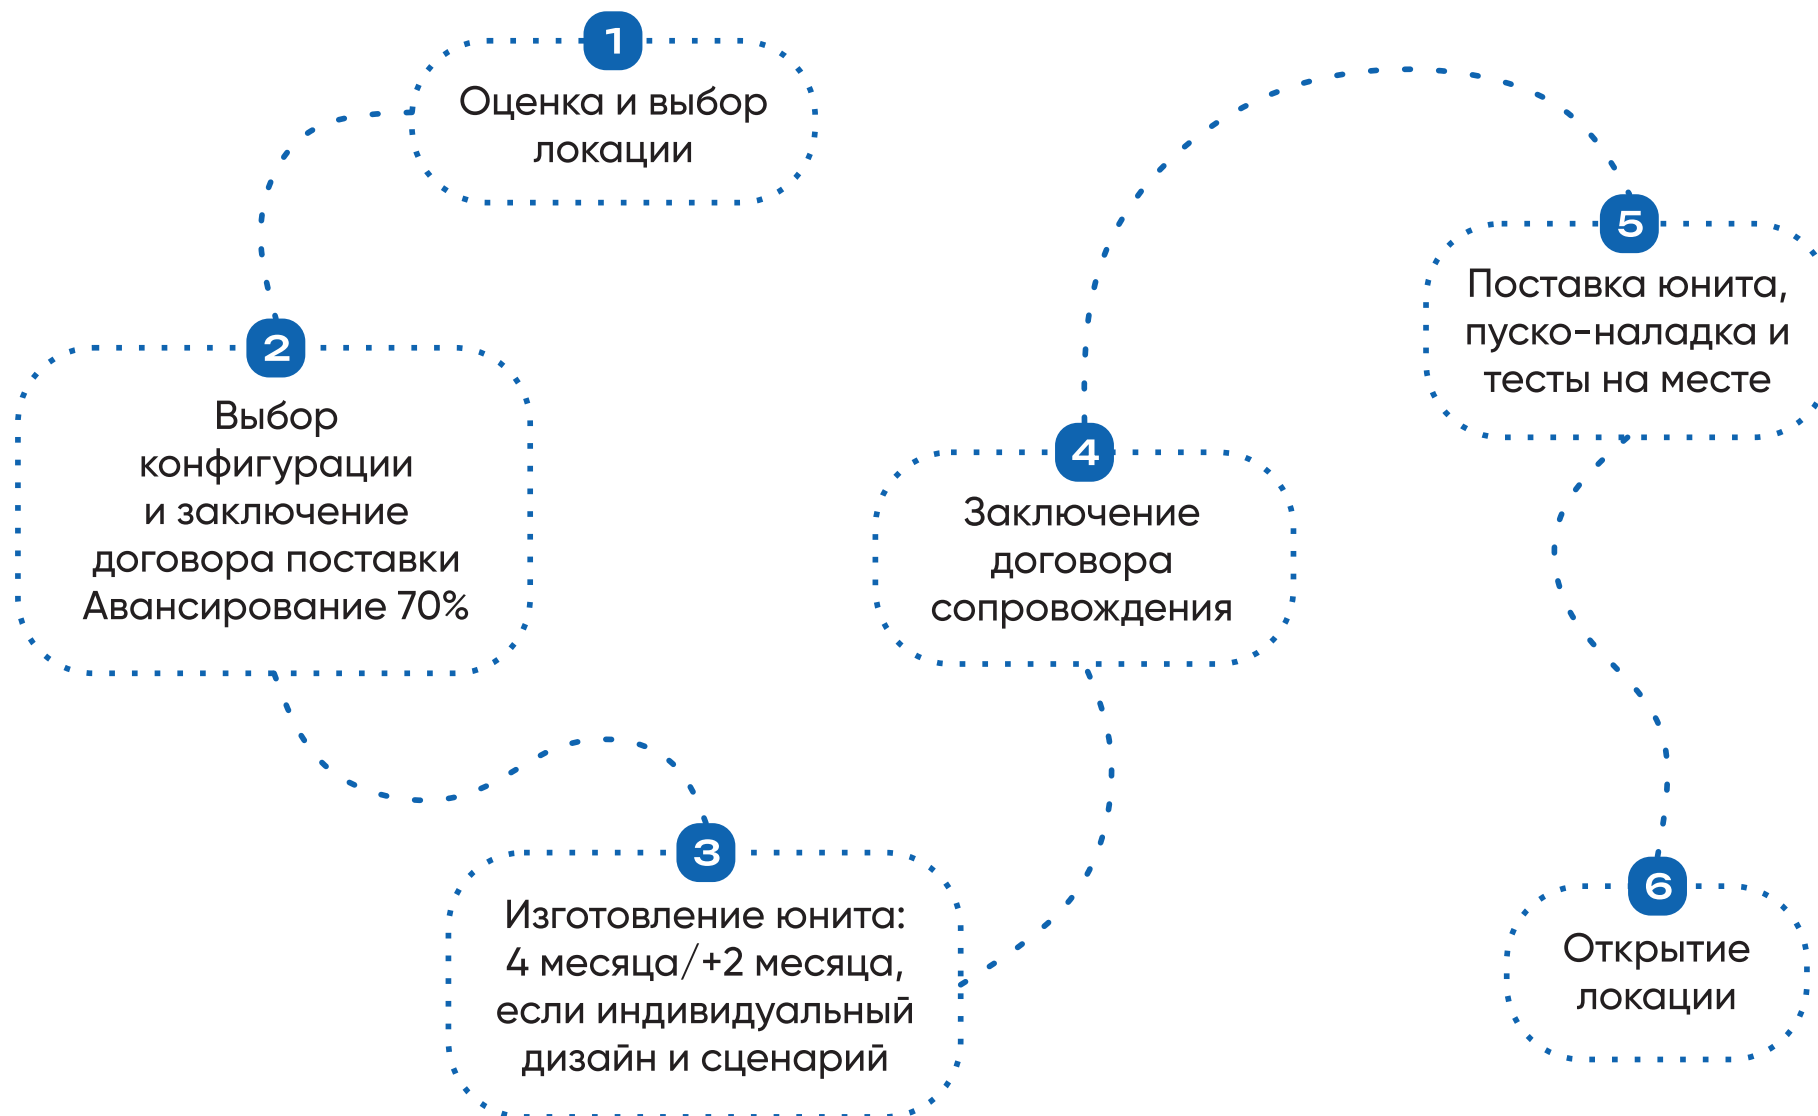 1
Оценка и выбор
локации
2
Выбор
конфигурации
и заключение
договора поставки
Авансирование 70%
3
Изготовление юнита:
4 месяца/+2 месяца,
если индивидуальный
дизайн и сценарий
4
Заключение
договора
сопровождения
5
Поставка юнита,
пуско-наладка и
тесты на месте
6
Открытие
локации